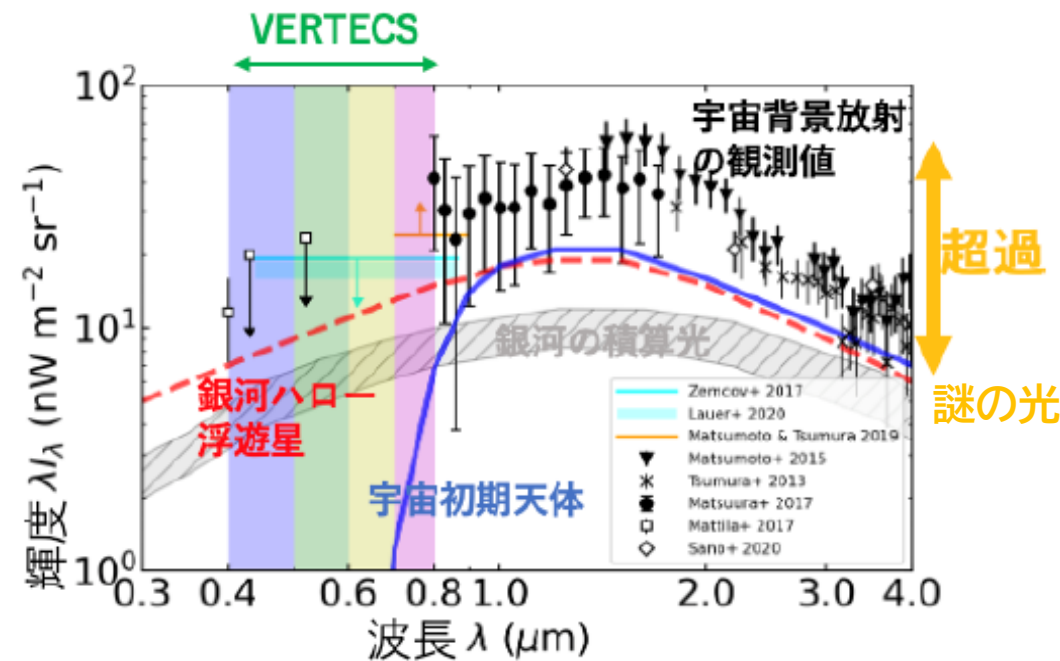 VERTECS
10²
宇宙背景放射
の観測値
超過
謎の光
銀河の積算光
10¹
銀河ハロー
浮遊星
宇宙初期天体
Zemcov+ 2017
Lauer+ 2020
Matsumoto & Tsumura 2019
Matsumoto+ 2015
Tsumura+ 2013
Matsuura+ 2017
Mattila+ 2017
Sano+ 2020
10⁰
輝度 λIλ (nW m⁻² sr⁻¹)
0.3 0.4 0.6 0.8 1.0 2.0 3.0 4.0
波長 λ (μm)